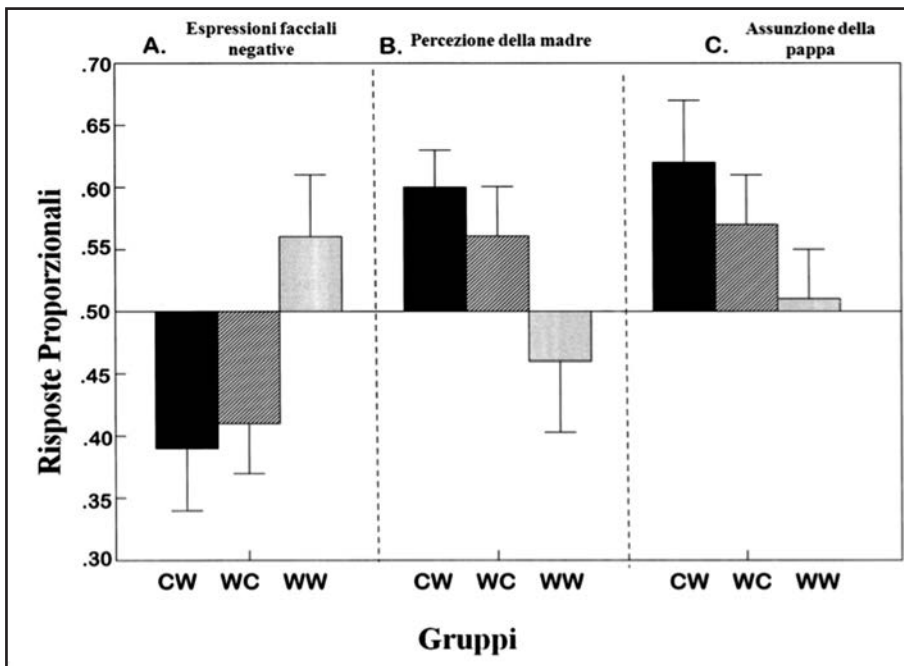 A. Espressioni facciali negative
B. Percezione della madre
C. Assunzione della pappa
Risposte Proporzionali
.70
.65
.60
.55
.50
.45
.40
.35
.30
CW WC WW CW WC WW CW WC WW
Gruppi